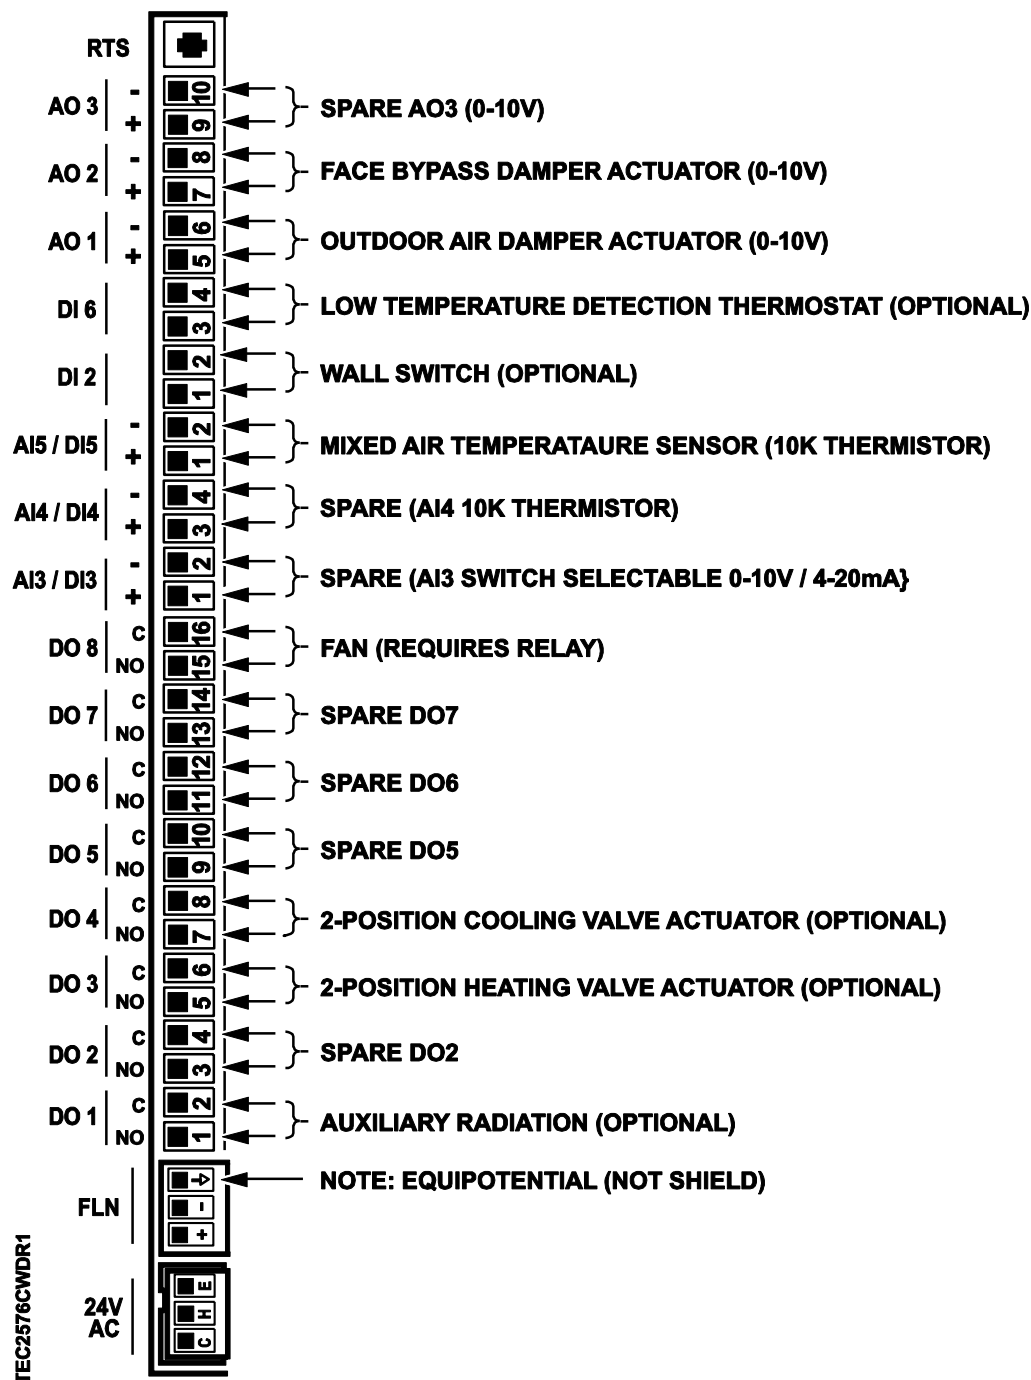 RTS
AO 3 - 10 SPARE AO3 (0-10V)
+ 9
AO 2 - 8 FACE BYPASS DAMPER ACTUATOR (0-10V)
+ 7
AO 1 - 6 OUTDOOR AIR DAMPER ACTUATOR (0-10V)
+ 5
DI 6 4 LOW TEMPERATURE DETECTION THERMOSTAT (OPTIONAL)
3
DI 2 2 WALL SWITCH (OPTIONAL)
1
AI5 / DI5 - 2 MIXED AIR TEMPERATAURE SENSOR (10K THERMISTOR)
+ 1
AI4 / DI4 - 4 SPARE (AI4 10K THERMISTOR)
+ 3
AI3 / DI3 - 2 SPARE (AI3 SWITCH SELECTABLE 0-10V / 4-20mA}
+ 1
DO 8 C 16 FAN (REQUIRES RELAY)
NO 15
DO 7 C 14 SPARE DO7
NO 13
DO 6 C 12 SPARE DO6
NO 11
DO 5 C 10 SPARE DO5
NO 9
DO 4 C 8 2-POSITION COOLING VALVE ACTUATOR (OPTIONAL)
NO 7
DO 3 C 6 2-POSITION HEATING VALVE ACTUATOR (OPTIONAL)
NO 5
DO 2 C 4 SPARE DO2
NO 3
DO 1 C 2 AUXILIARY RADIATION (OPTIONAL)
NO 1
NOTE: EQUIPOTENTIAL (NOT SHIELD)
FLN -
+
24V E
AC H
C
TEC2576CWDR1